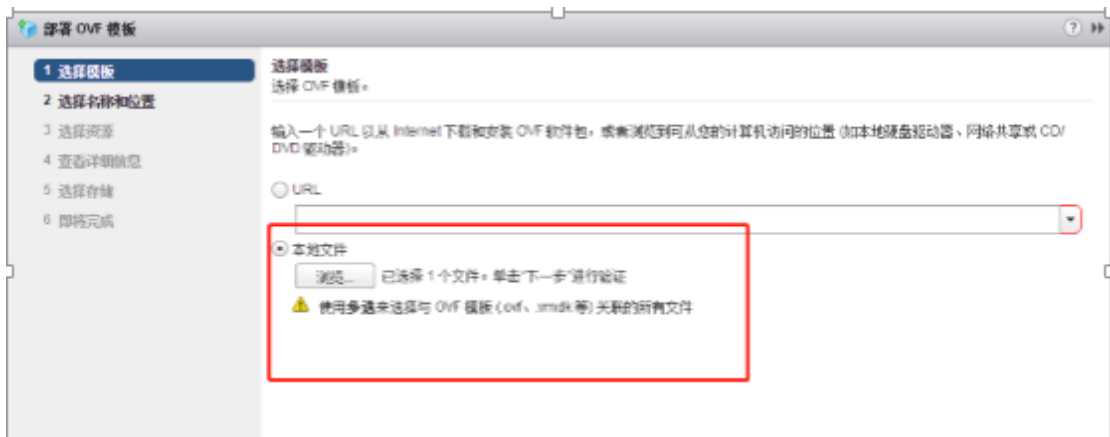 部署 OVF 模板
1 选择模板
2 选择名称和位置
3 选择资源
4 查看详细信息
5 选择存储
6 即将完成
选择模板
选择 OVF 模板。
输入一个 URL 以从 Internet 下载和安装 OVF 软件包，或者浏览到可从您的计算机访问的位置 (如本地硬盘驱动器、网络共享或 CD/
DVD 驱动器)。
URL
本地文件
浏览... 已选择 1 个文件。单击“下一步”进行验证
使用多选来选择与 OVF 模板 (.ovf、.vmdk 等) 关联的所有文件